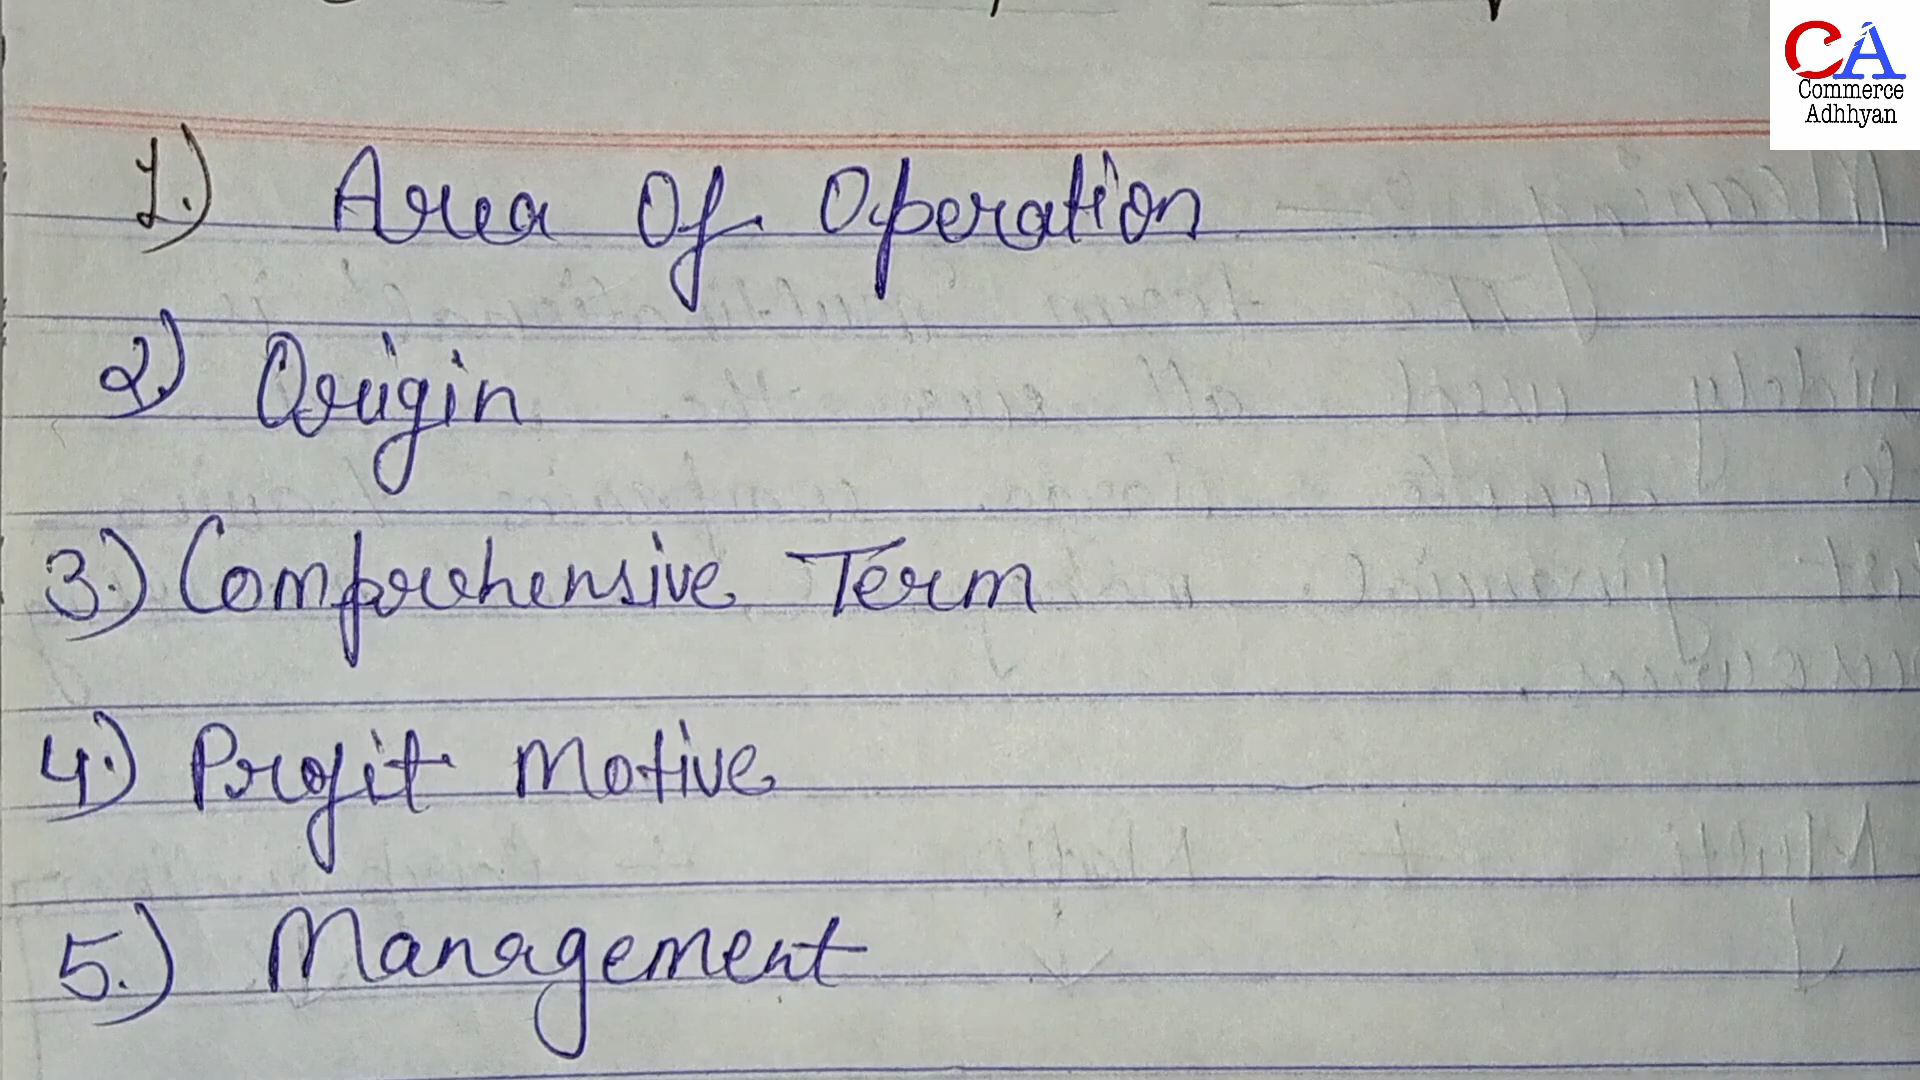 CA
Commerce
Adhhyan
1.) Area Of Operation
2.) Origin
3.) Comprehensive Term
4.) Profit Motive
5.) Management